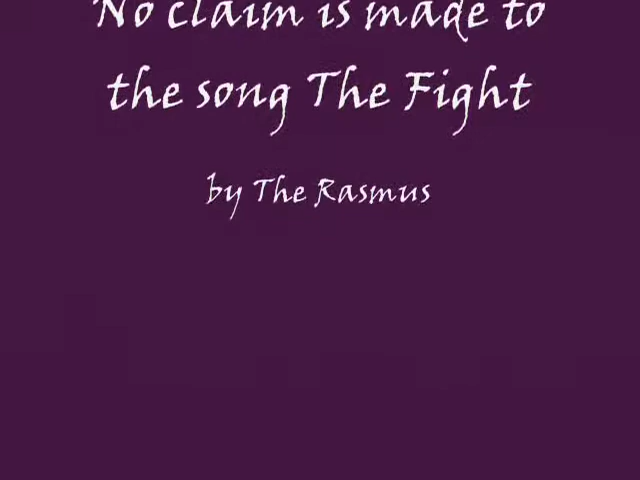 No claim is made to
the song The Fight
by The Rasmus